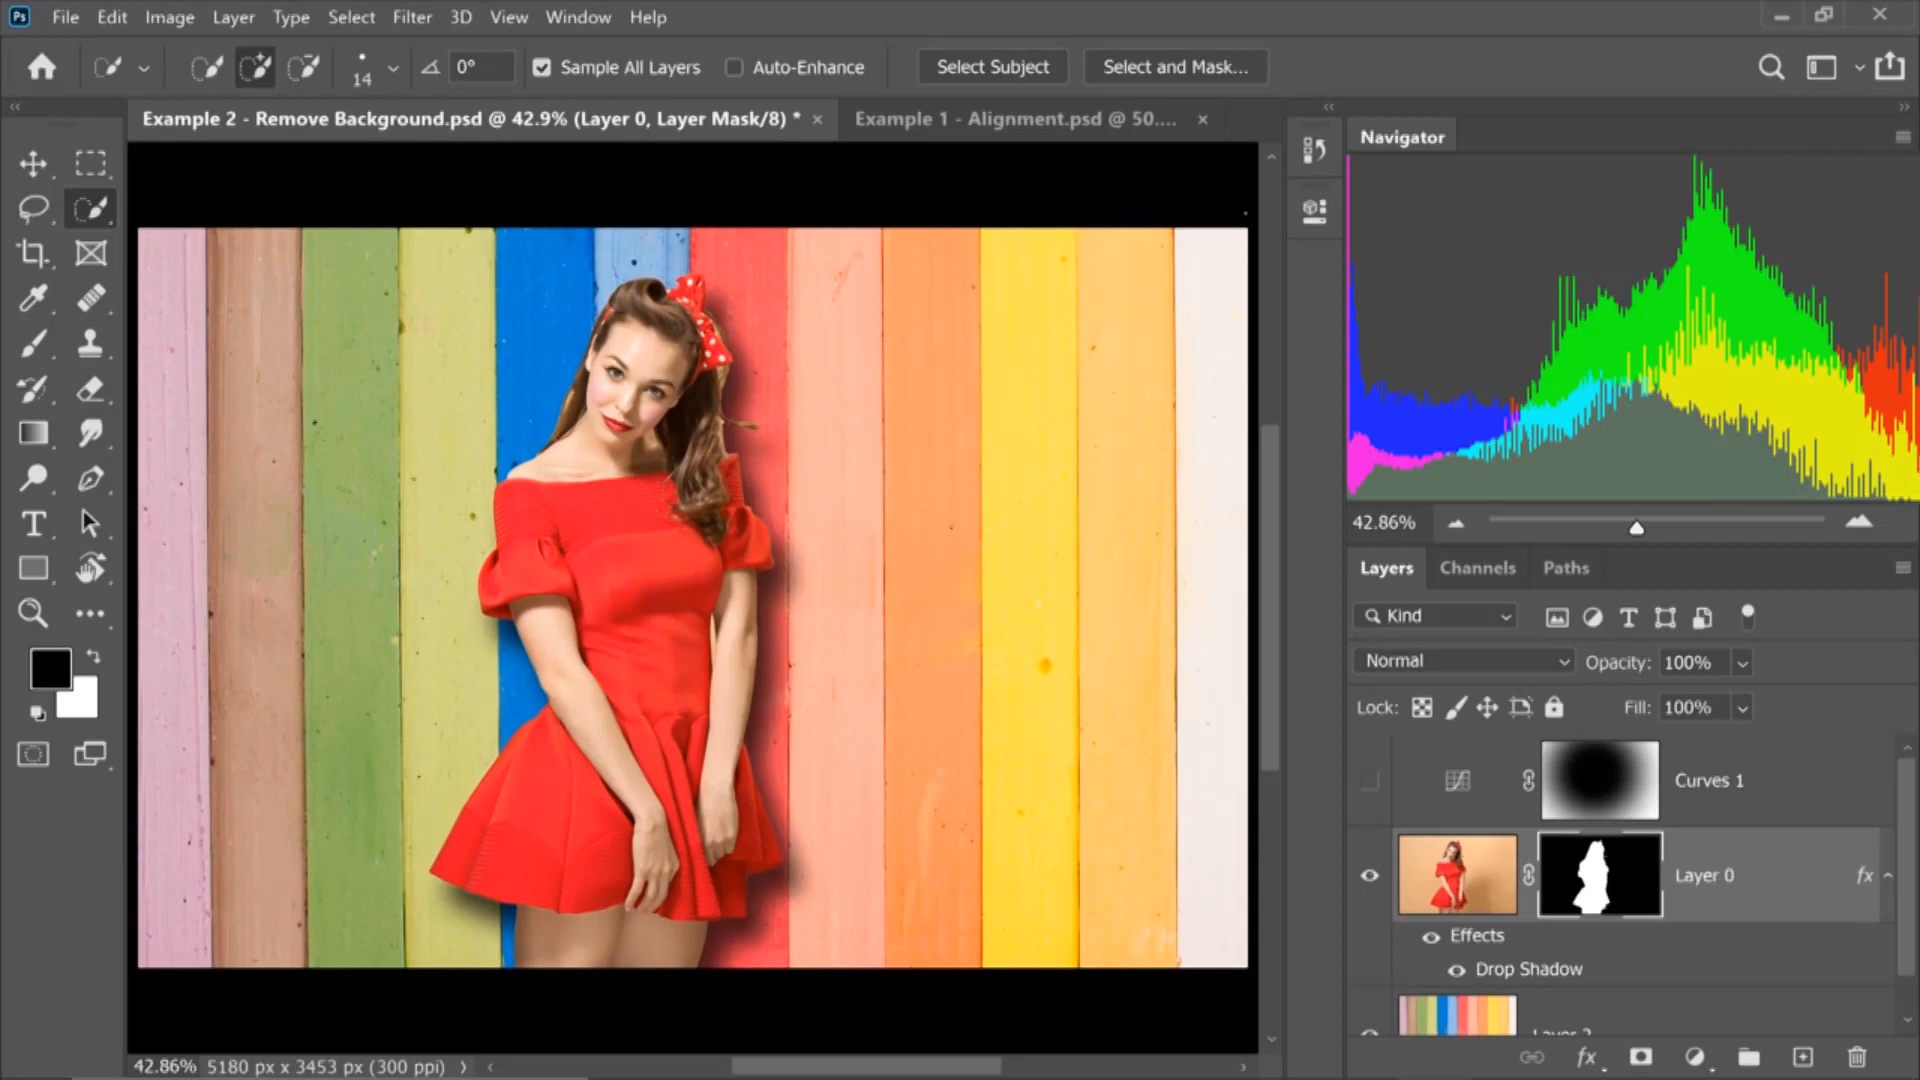 Ps File Edit Image Layer Type Select Filter 3D View Window Help
14 0° Sample All Layers Auto-Enhance Select Subject Select and Mask...
Example 2 - Remove Background.psd @ 42.9% (Layer 0, Layer Mask/8) * × Example 1 - Alignment.psd @ 50.... ×
Navigator
42.86%
Layers Channels Paths
Kind
Normal Opacity: 100%
Lock: Fill: 100%
Curves 1
Layer 0 fx
Effects
Drop Shadow
Layer 2
42.86% 5180 px x 3453 px (300 ppi)
fx